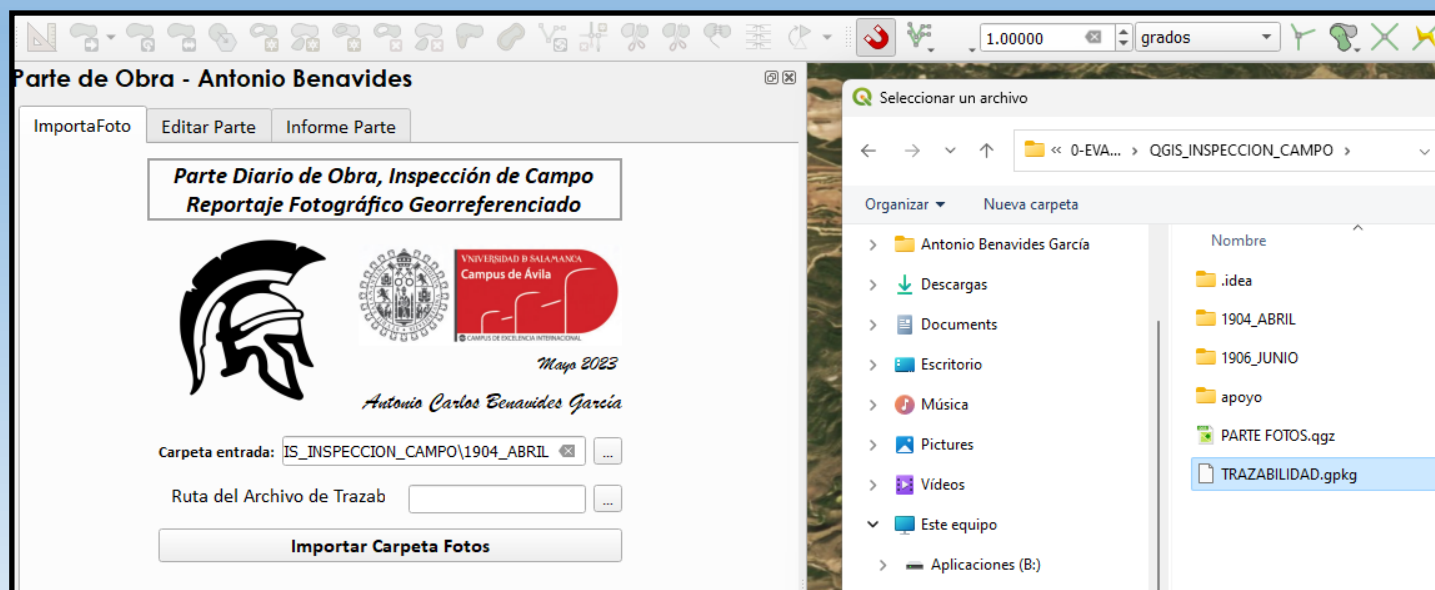 1.00000
grados
Parte de Obra - Antonio Benavides
ImportaFoto
Editar Parte
Informe Parte
Parte Diario de Obra, Inspección de Campo
Reportaje Fotográfico Georreferenciado
VNIVERSIDAD D SALAMANCA
Campus de Ávila
CAMPUS DE EXCELENCIA INTERNACIONAL
Mayo 2023
Antonio Carlos Benavides García
Carpeta entrada:
IS_INSPECCION_CAMPO\1904_ABRIL
...
Ruta del Archivo de Trazab
...
Importar Carpeta Fotos
Seleccionar un archivo
« 0-EVA... › QGIS_INSPECCION_CAMPO ›
Organizar
Nueva carpeta
Antonio Benavides García
Descargas
Documents
Escritorio
Música
Pictures
Vídeos
Este equipo
Aplicaciones (B:)
Nombre
.idea
1904_ABRIL
1906_JUNIO
apoyo
PARTE FOTOS.qgz
TRAZABILIDAD.gpkg